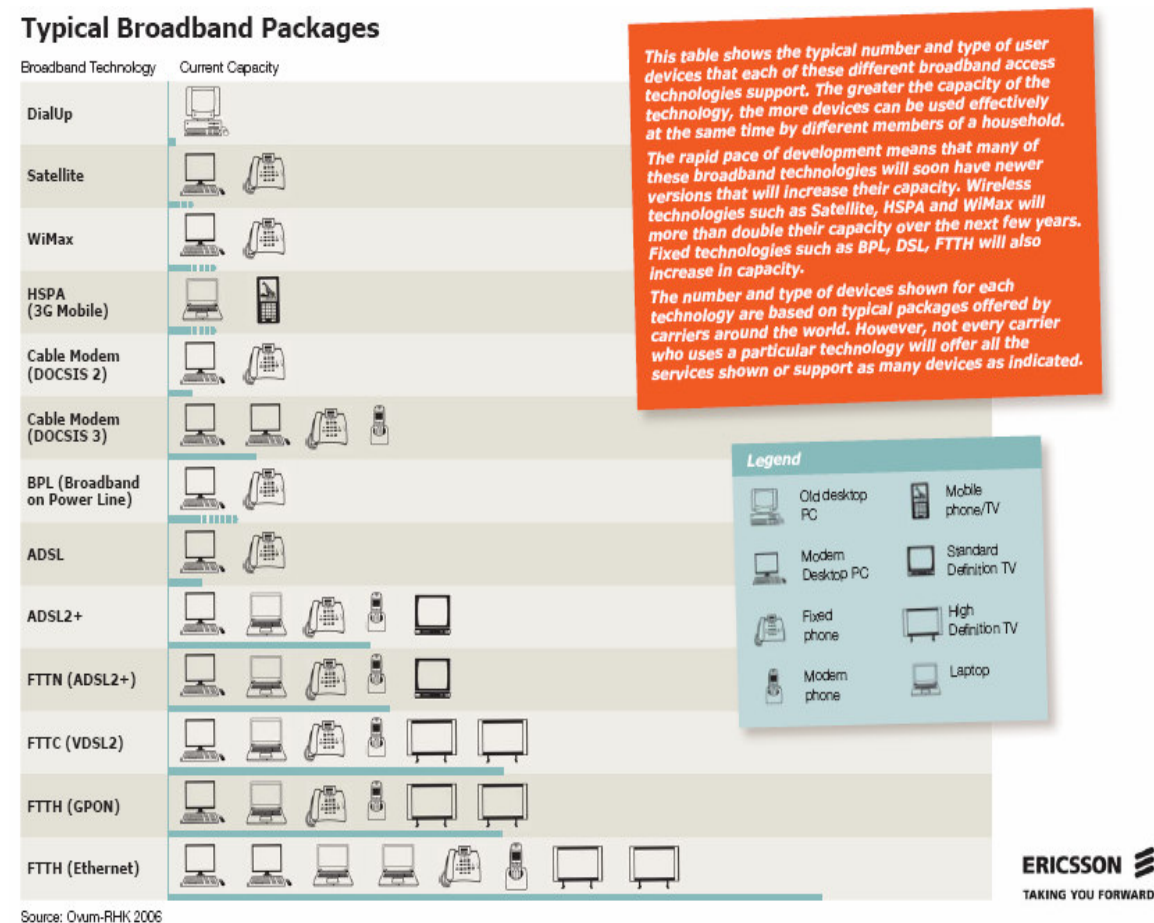 Typical Broadband Packages
Broadband Technology
Current Capacity
DialUp
Satellite
WiMax
HSPA
(3G Mobile)
Cable Modem
(DOCSIS 2)
Cable Modem
(DOCSIS 3)
BPL (Broadband
on Power Line)
ADSL
ADSL2+
FTTN (ADSL2+)
FTTC (VDSL2)
FTTH (GPON)
FTTH (Ethernet)
Source: Ovum-RHK 2006
This table shows the typical number and type of user
devices that each of these different broadband access
technologies support. The greater the capacity of the
technology, the more devices can be used effectively
at the same time by different members of a household.
The rapid pace of development means that many of
these broadband technologies will soon have newer
versions that will increase their capacity. Wireless
technologies such as Satellite, HSPA and WiMax will
more than double their capacity over the next few years.
Fixed technologies such as BPL, DSL, FTTH will also
increase in capacity.
The number and type of devices shown for each
technology are based on typical packages offered by
carriers around the world. However, not every carrier
who uses a particular technology will offer all the
services shown or support as many devices as indicated.
Legend
Old desktop
PC
Modern
Desktop PC
Fixed
phone
Modern
phone
Mobile
phone/TV
Standard
Definition TV
High
Definition TV
Laptop
ERICSSON
TAKING YOU FORWARD